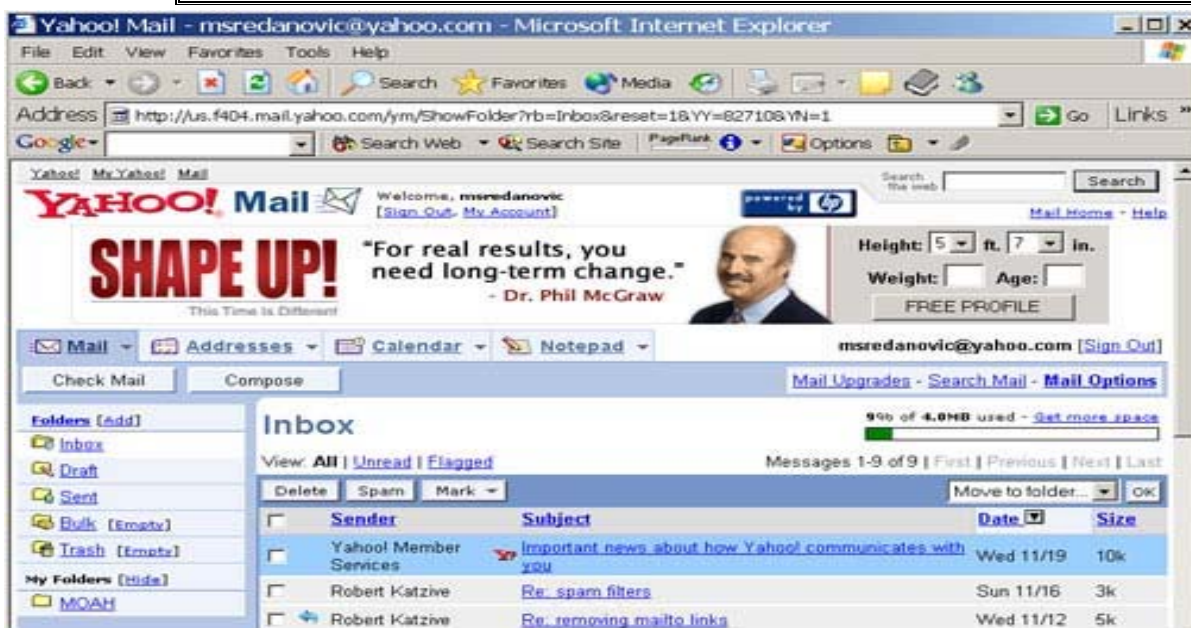 Yahoo! Mail - msredanovic@yahoo.com - Microsoft Internet Explorer
File Edit View Favorites Tools Help
Back Search Favorites Media
Address http://us.f404.mail.yahoo.com/ym/ShowFolder?rb=Inbox&reset=1&YY=82710&YN=1 Go Links »
Google Search Web Search Site PageRank Options
Yahoo! My Yahoo! Mail
Search the web Search
YAHOO! Mail Welcome, msredanovic
[Sign Out, My Account]
powered by hp
Mail Home - Help
SHAPE UP!
This Time Is Different
"For real results, you
need long-term change."
- Dr. Phil McGraw
Height: 5 ft. 7 in.
Weight: Age:
FREE PROFILE
Mail Addresses Calendar Notepad msredanovic@yahoo.com [Sign Out]
Check Mail Compose Mail Upgrades - Search Mail - Mail Options
Folders [Add]
Inbox
Draft
Sent
Bulk [Empty]
Trash [Empty]
My Folders [Hide]
MOAH
Inbox 9% of 4.0MB used - Get more space
View: All | Unread | Flagged Messages 1-9 of 9 | First | Previous | Next | Last
Delete Spam Mark Move to folder... OK
Sender Subject Date Size
Yahoo! Member Services Important news about how Yahoo! communicates with you Wed 11/19 10k
Robert Katzive Re: spam filters Sun 11/16 3k
Robert Katzive Re: removing mailto links Wed 11/12 5k